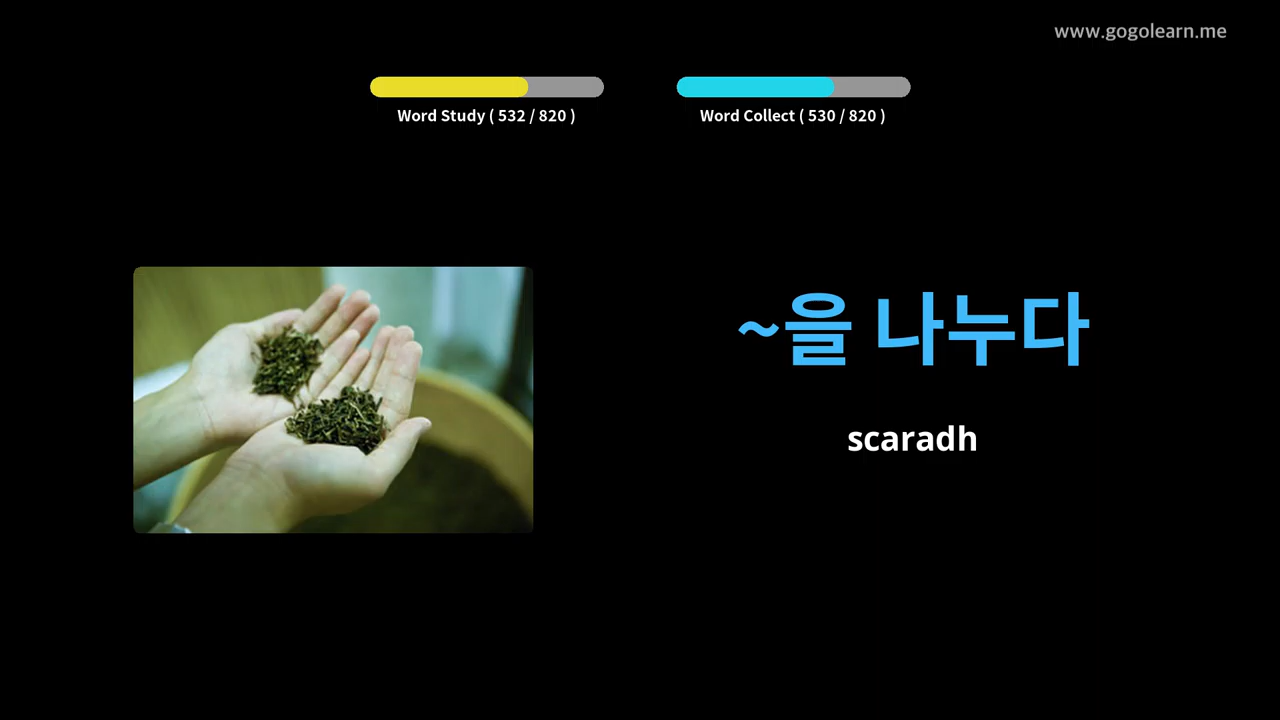 www.gogolearn.me
Word Study ( 532 / 820 )
Word Collect ( 530 / 820 )
~을 나누다
scaradh